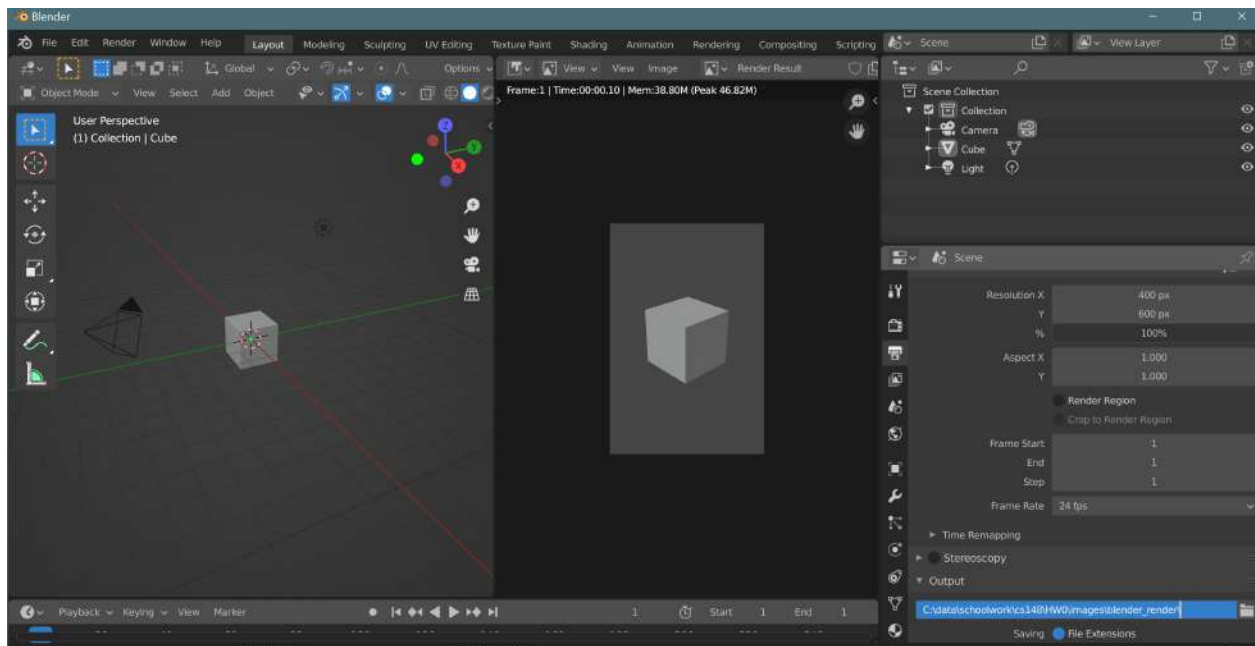 Blender
File Edit Render Window Help Layout Modeling Sculpting UV Editing Texture Paint Shading Animation Rendering Compositing Scripting Scene View Layer
Global Options View View Image Render Result
Object Mode View Select Add Object Frame:1 | Time:00:00.10 | Mem:38.80M (Peak 46.82M)
User Perspective
(1) Collection | Cube
Scene Collection
Collection
Camera
Cube
Light
Scene
Resolution X 400 px
Y 600 px
% 100%
Aspect X 1.000
Y 1.000
Render Region
Crop to Render Region
Frame Start 1
End 1
Step 1
Frame Rate 24 fps
Time Remapping
Stereoscopy
Output
C:\data\schoolwork\cs148\HW0\images\blender_render\
Saving File Extensions
Playback Keying View Marker 1 Start 1 End 1